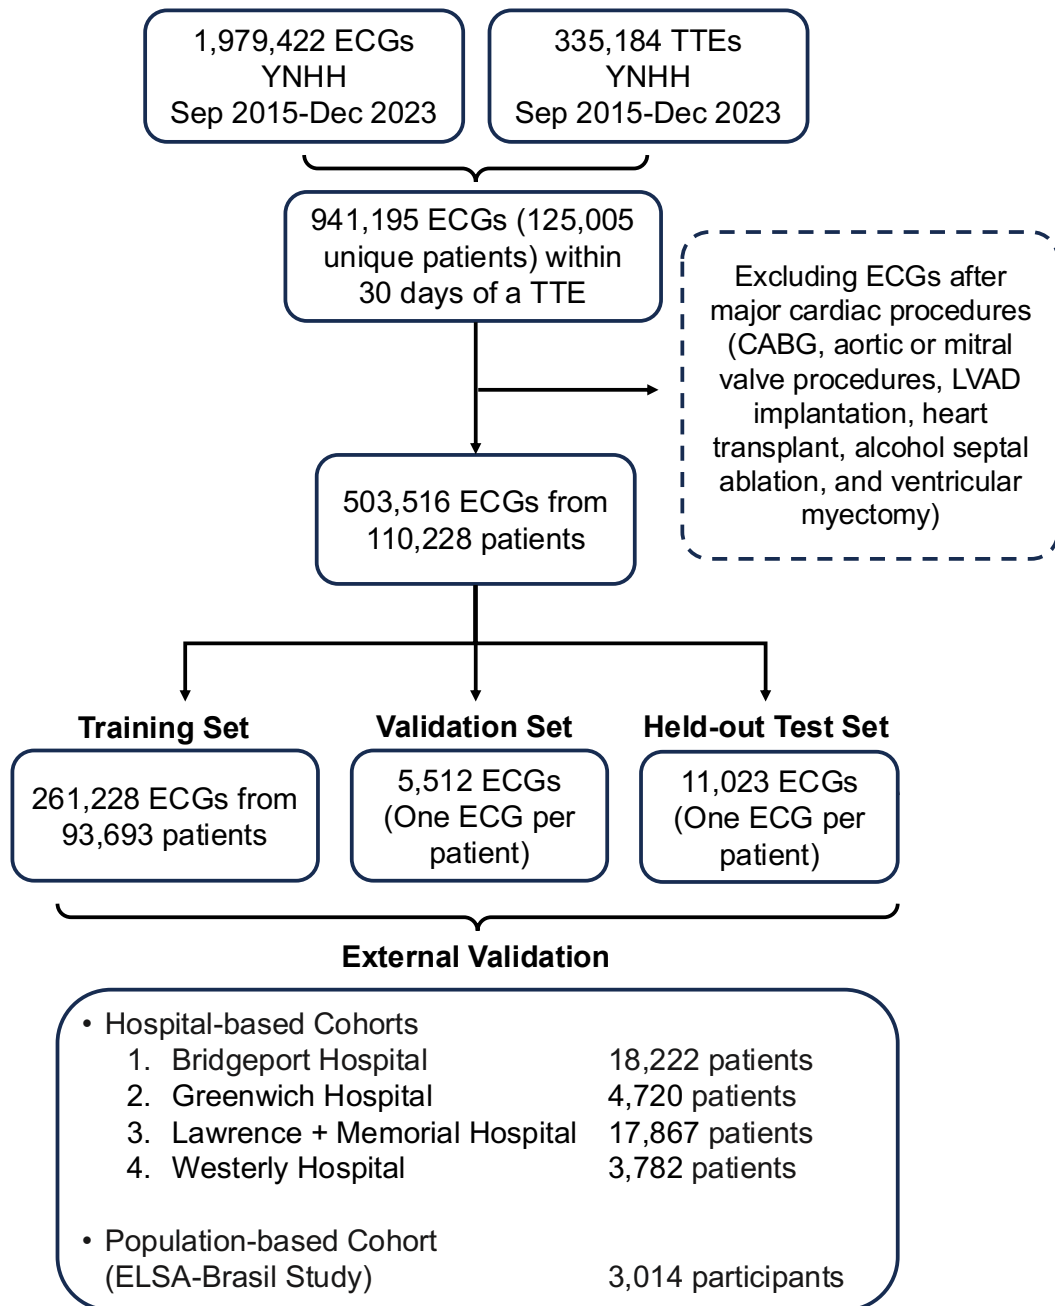 1,979,422 ECGs
YNHH
Sep 2015-Dec 2023
335,184 TTEs
YNHH
Sep 2015-Dec 2023
941,195 ECGs (125,005
unique patients) within
30 days of a TTE
Excluding ECGs after
major cardiac procedures
(CABG, aortic or mitral
valve procedures, LVAD
implantation, heart
transplant, alcohol septal
ablation, and ventricular
myectomy)
503,516 ECGs from
110,228 patients
Training Set
261,228 ECGs from
93,693 patients
Validation Set
5,512 ECGs
(One ECG per
patient)
Held-out Test Set
11,023 ECGs
(One ECG per
patient)
External Validation
• Hospital-based Cohorts
1. Bridgeport Hospital 18,222 patients
2. Greenwich Hospital 4,720 patients
3. Lawrence + Memorial Hospital 17,867 patients
4. Westerly Hospital 3,782 patients
• Population-based Cohort
(ELSA-Brasil Study) 3,014 participants